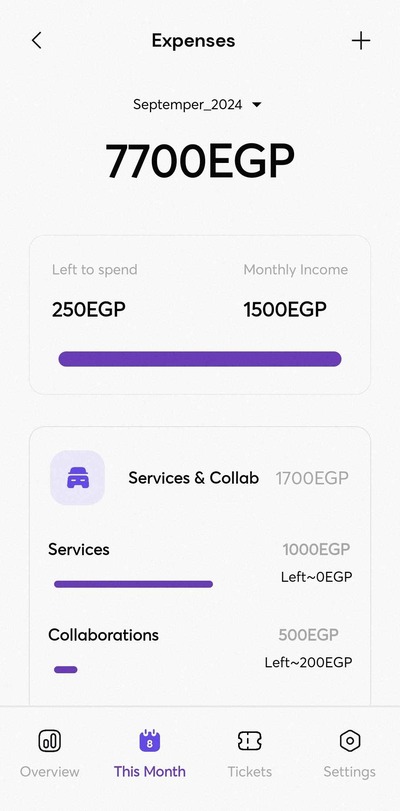 Expenses
Septemper_2024
7700EGP
Left to spend Monthly Income
250EGP 1500EGP
Services & Collab 1700EGP
Services 1000EGP
Left~0EGP
Collaborations 500EGP
Left~200EGP
8
Overview This Month Tickets Settings